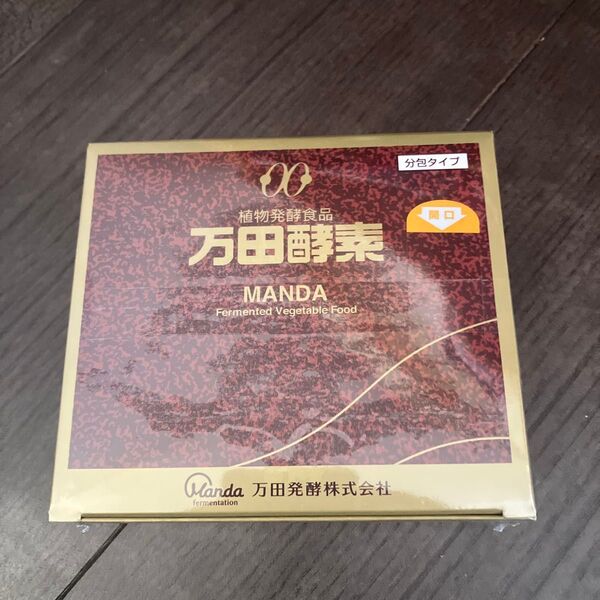 分包タイプ
開口
植物発酵食品
万田酵素
MANDA
Fermented Vegetable Food
Manda
fermentation
万田発酵株式会社